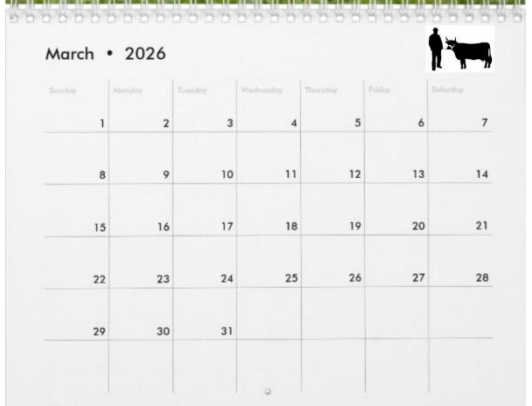 March • 2026
Sunday Monday Tuesday Wednesday Thursday Friday Saturday
1 2 3 4 5 6 7
8 9 10 11 12 13 14
15 16 17 18 19 20 21
22 23 24 25 26 27 28
29 30 31